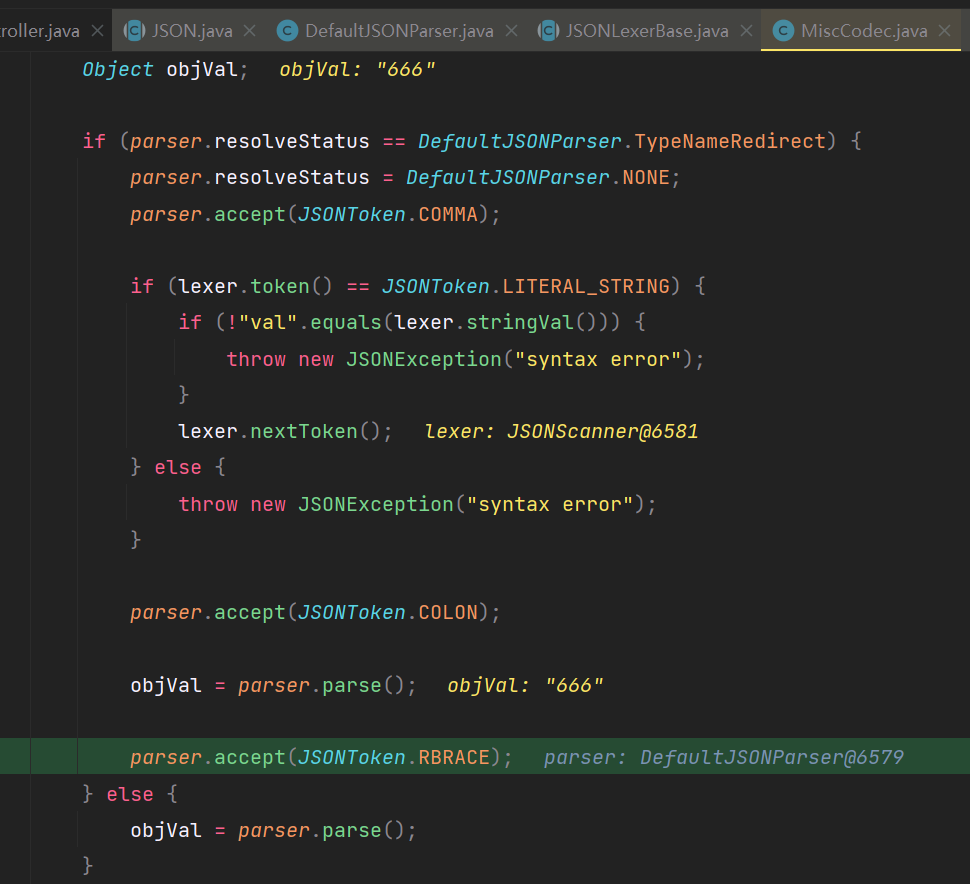 roller.java JSON.java DefaultJSONParser.java JSONLexerBase.java MiscCodec.java
Object objVal;   objVal: "666"
if (parser.resolveStatus == DefaultJSONParser.TypeNameRedirect) {
parser.resolveStatus = DefaultJSONParser.NONE;
parser.accept(JSONToken.COMMA);
if (lexer.token() == JSONToken.LITERAL_STRING) {
if (!"val".equals(lexer.stringVal())) {
throw new JSONException("syntax error");
}
lexer.nextToken();   lexer: JSONScanner@6581
} else {
throw new JSONException("syntax error");
}
parser.accept(JSONToken.COLON);
objVal = parser.parse();   objVal: "666"
parser.accept(JSONToken.RBRACE);   parser: DefaultJSONParser@6579
} else {
objVal = parser.parse();
}